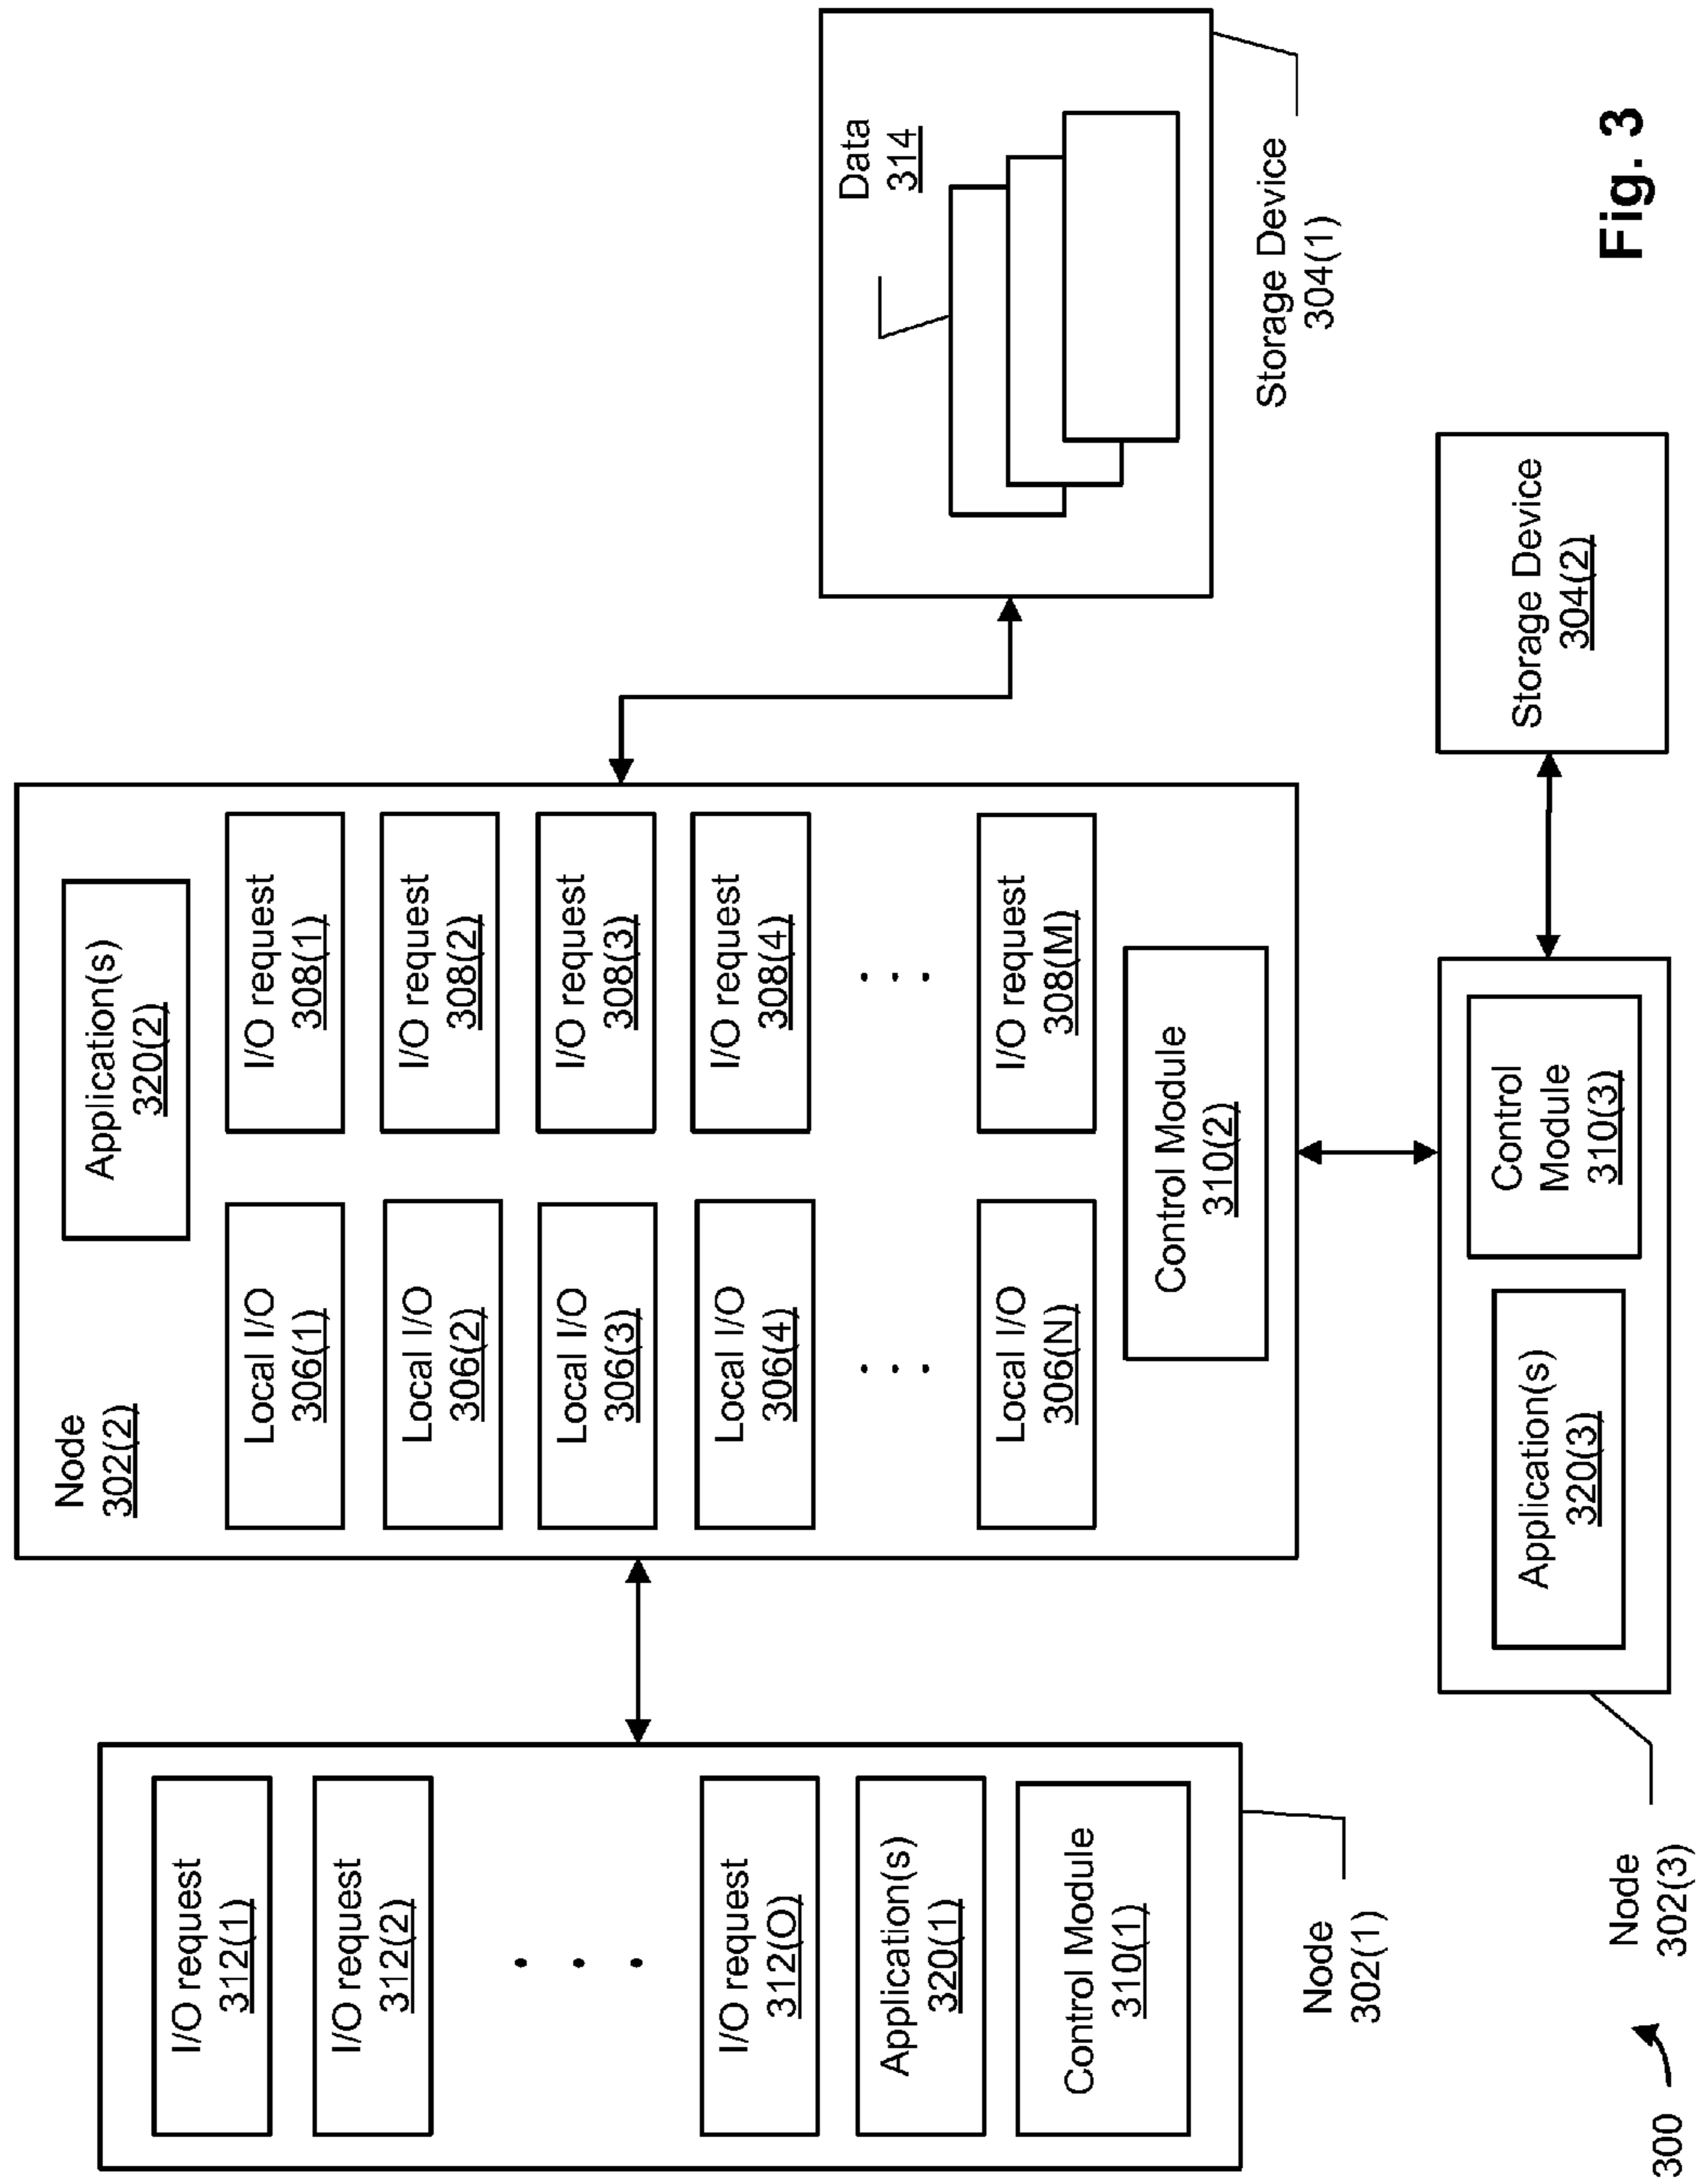 I/O request
312(1)
I/O request
312(2)
. . .
I/O request
312(O)
Application(s)
320(1)
Control Module
310(1)
Node
302(1)
Node
302(2)
Application(s)
320(2)
Local I/O
306(1)
I/O request
308(1)
Local I/O
306(2)
I/O request
308(2)
Local I/O
306(3)
I/O request
308(3)
Local I/O
306(4)
I/O request
308(4)
. . .
. . .
Local I/O
306(N)
I/O request
308(M)
Control Module
310(2)
Data
314
Storage Device
304(1)
Application(s)
320(3)
Control
Module
310(3)
Node
302(3)
Storage Device
304(2)
300
Fig. 3